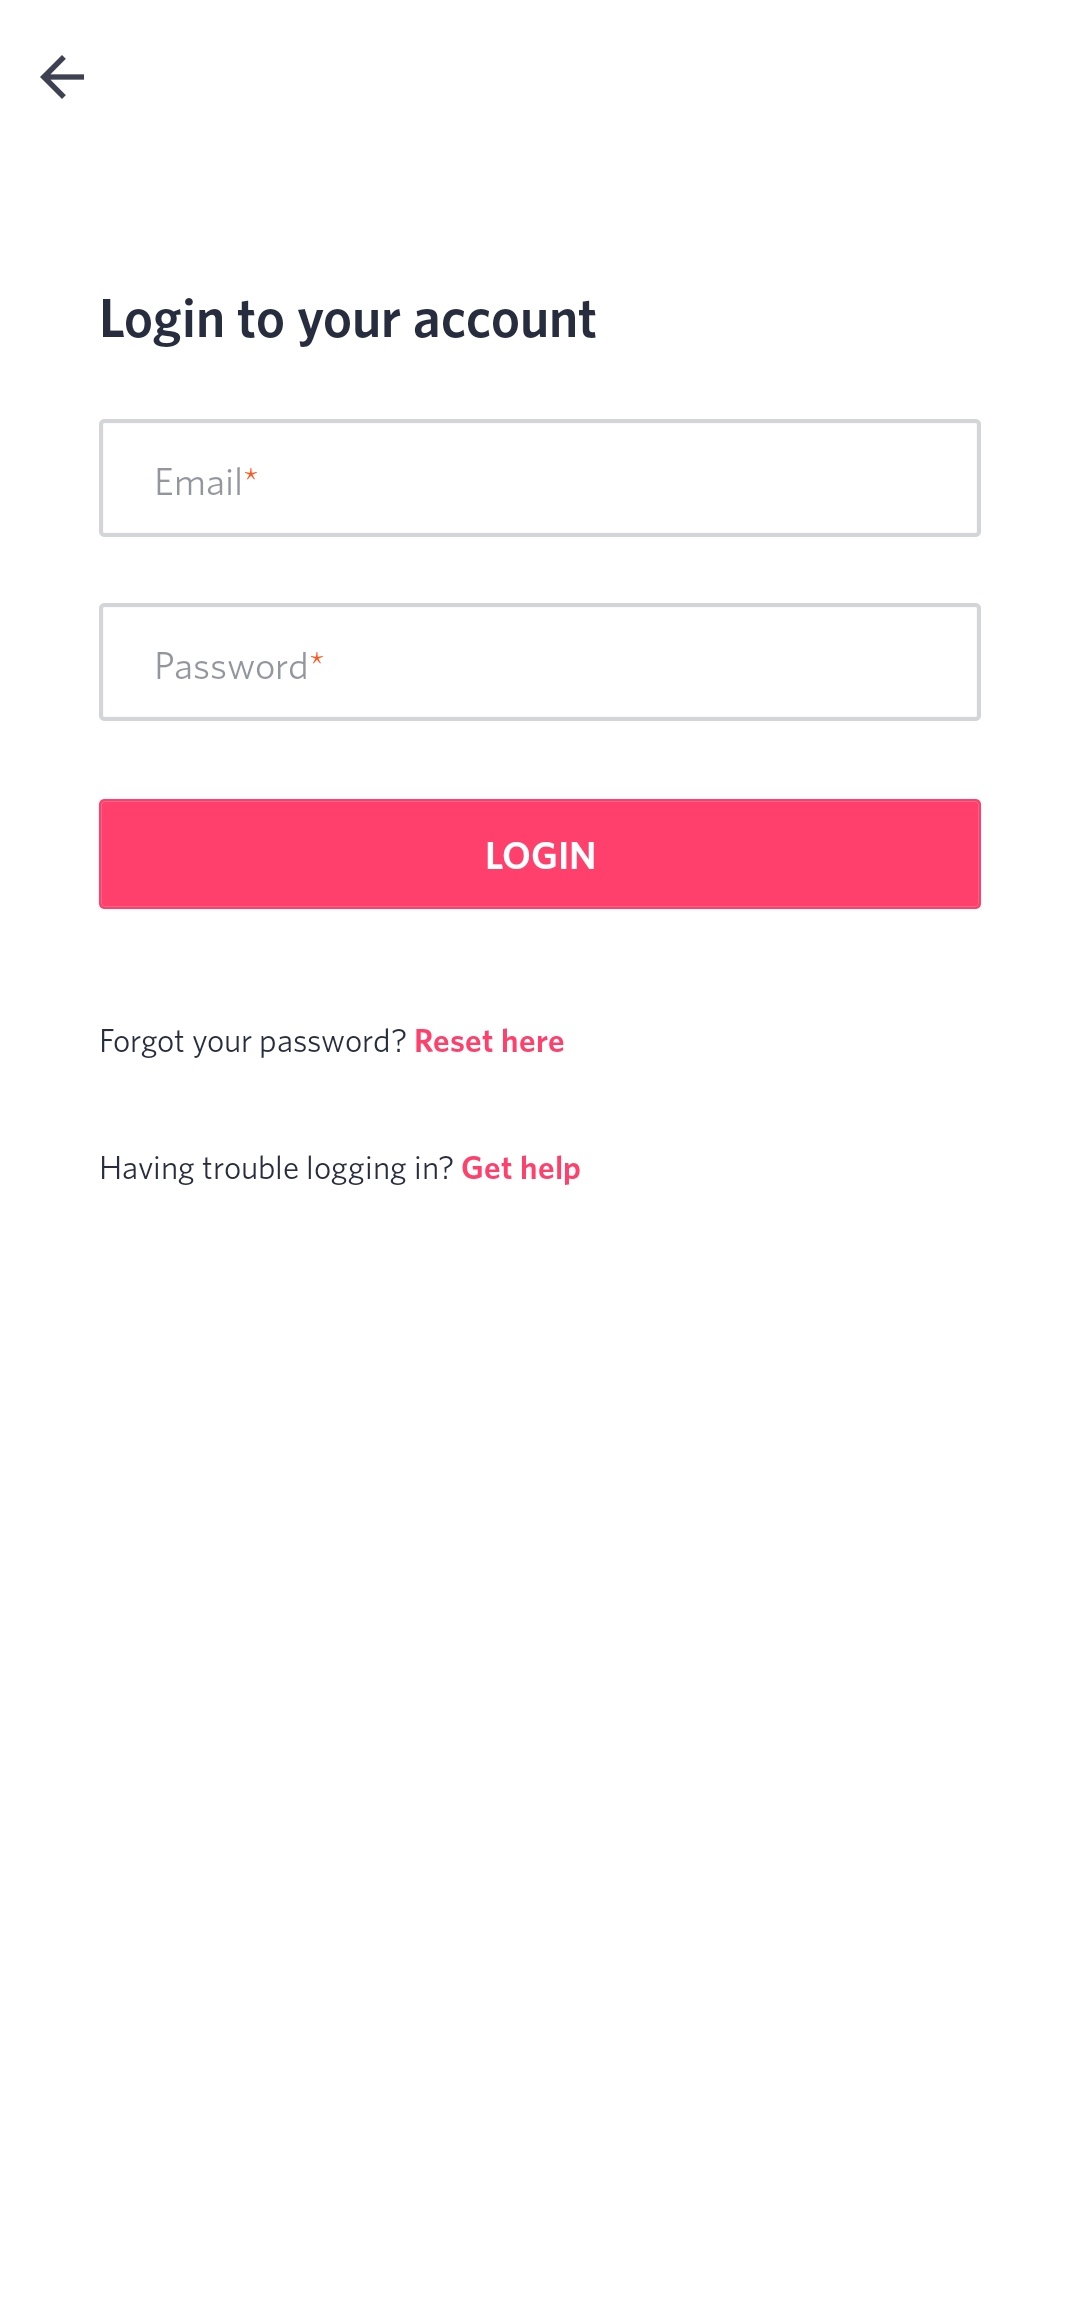 Login to your account
Email*
Password*
LOGIN
Forgot your password? Reset here
Having trouble logging in? Get help